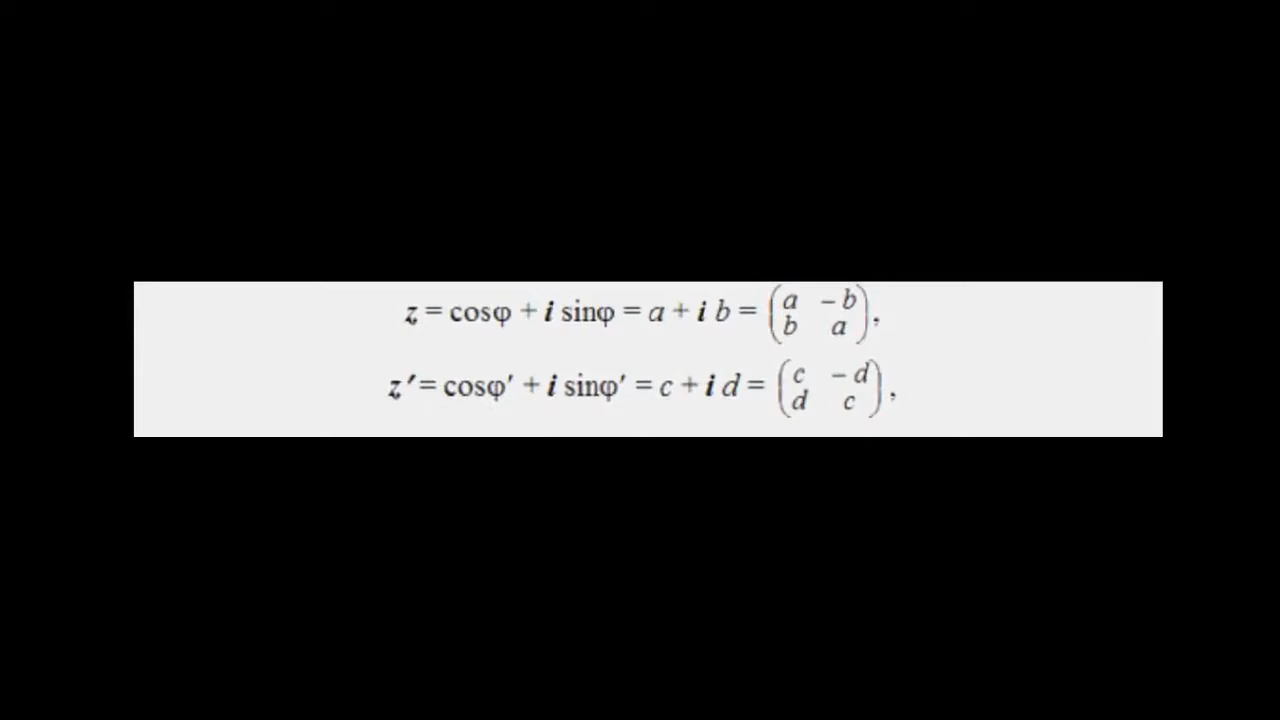 z = cosφ + i sinφ = a + i b = (a −b b a),
z′ = cosφ′ + i sinφ′ = c + i d = (c −d d c),